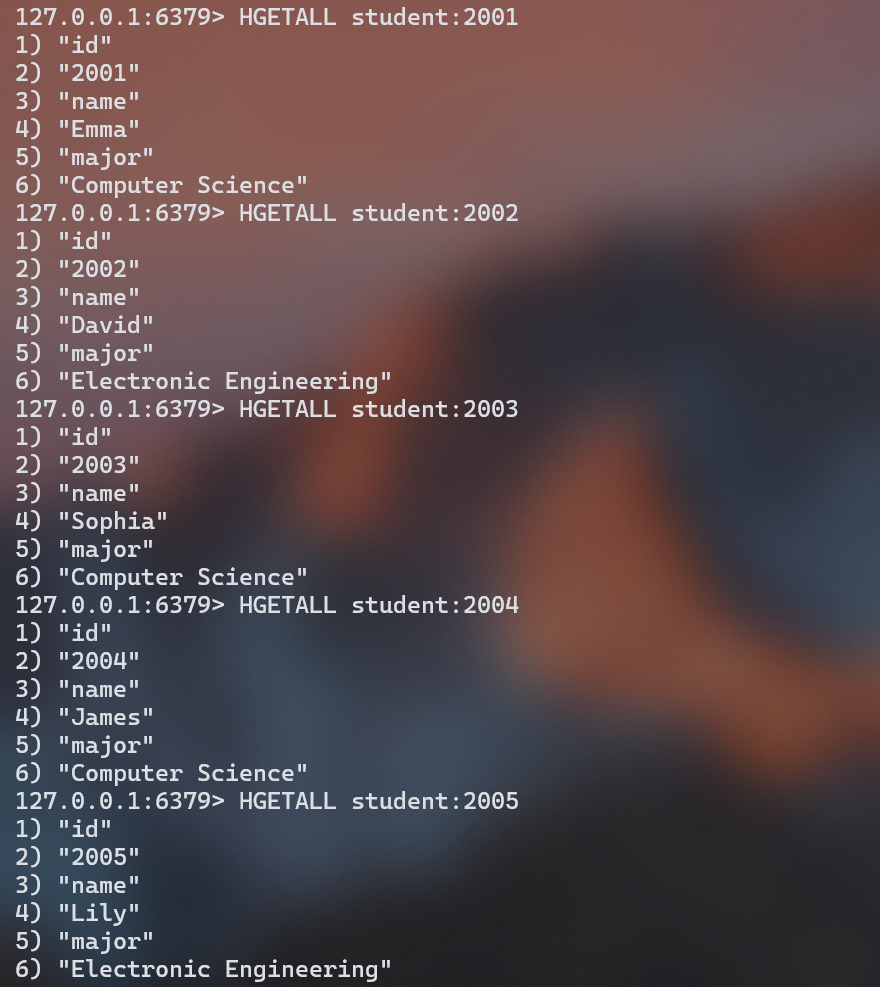 127.0.0.1:6379> HGETALL student:2001
1) "id"
2) "2001"
3) "name"
4) "Emma"
5) "major"
6) "Computer Science"
127.0.0.1:6379> HGETALL student:2002
1) "id"
2) "2002"
3) "name"
4) "David"
5) "major"
6) "Electronic Engineering"
127.0.0.1:6379> HGETALL student:2003
1) "id"
2) "2003"
3) "name"
4) "Sophia"
5) "major"
6) "Computer Science"
127.0.0.1:6379> HGETALL student:2004
1) "id"
2) "2004"
3) "name"
4) "James"
5) "major"
6) "Computer Science"
127.0.0.1:6379> HGETALL student:2005
1) "id"
2) "2005"
3) "name"
4) "Lily"
5) "major"
6) "Electronic Engineering"